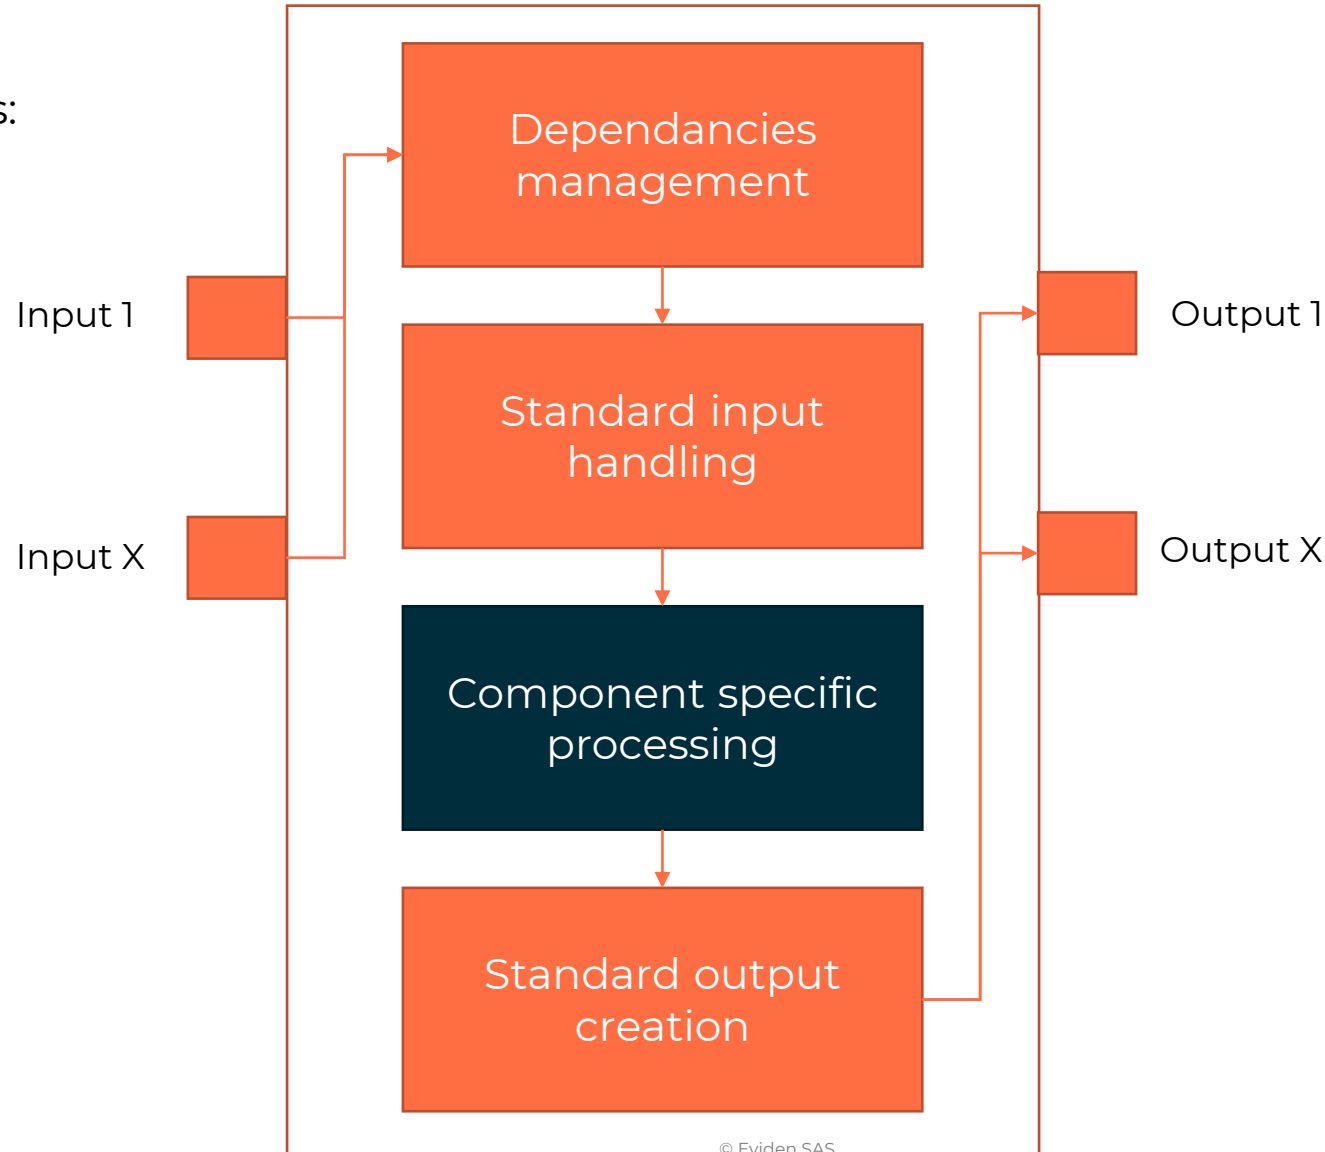 s:
Dependancies
management
Input 1
Output 1
Standard input
handling
Input X
Output X
Component specific
processing
Standard output
creation
© Eviden SAS